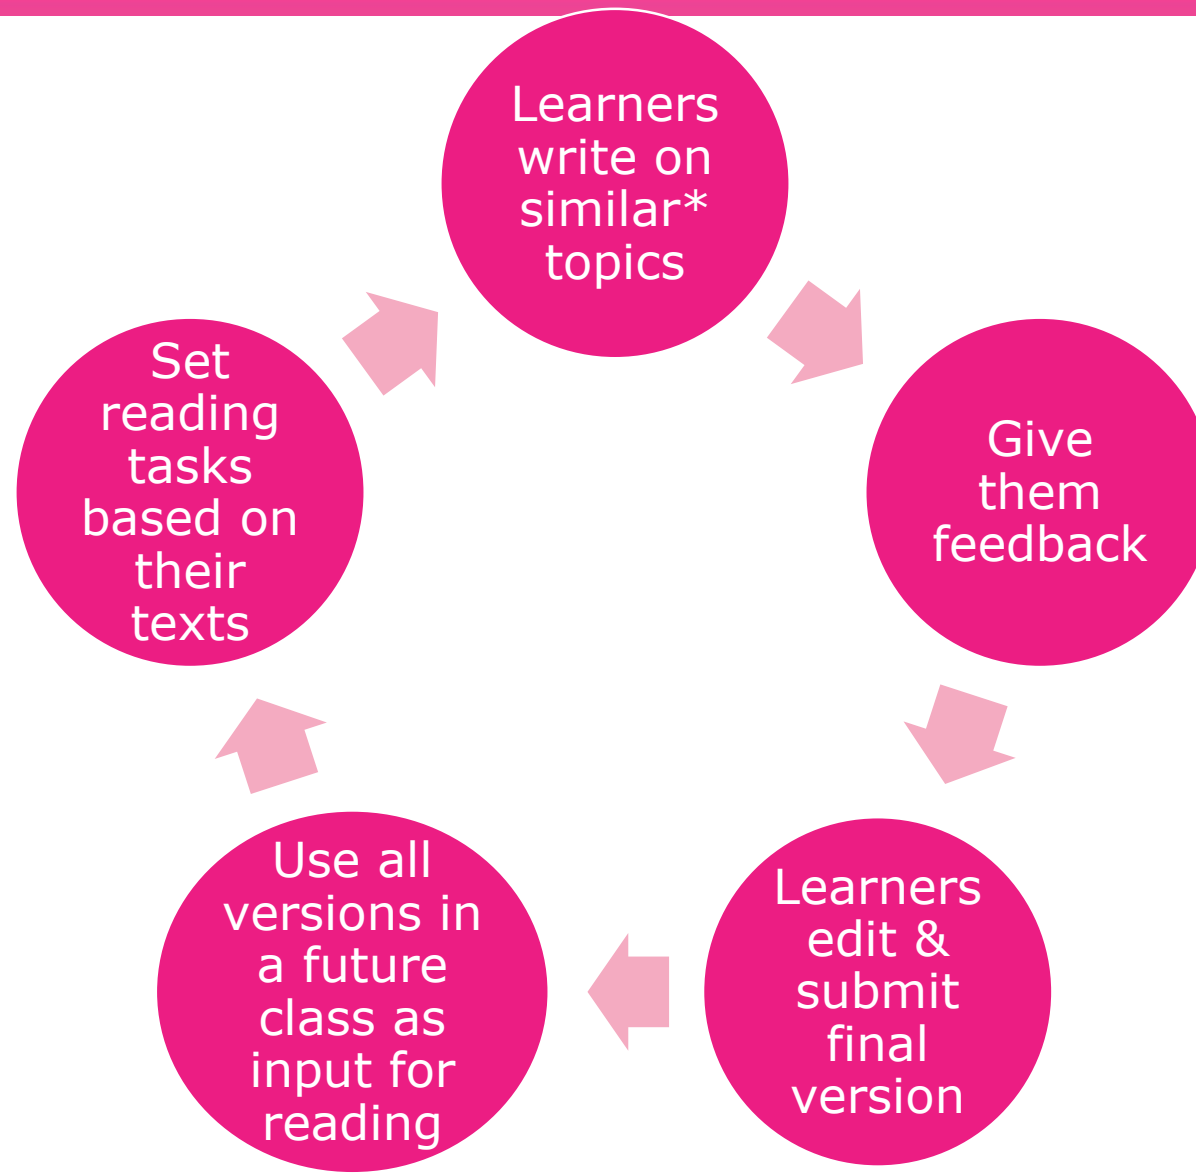 Learners
write on
similar*
topics
Give
them
feedback
Learners
edit &
submit
final
version
Use all
versions in
a future
class as
input for
reading
Set
reading
tasks
based on
their
texts